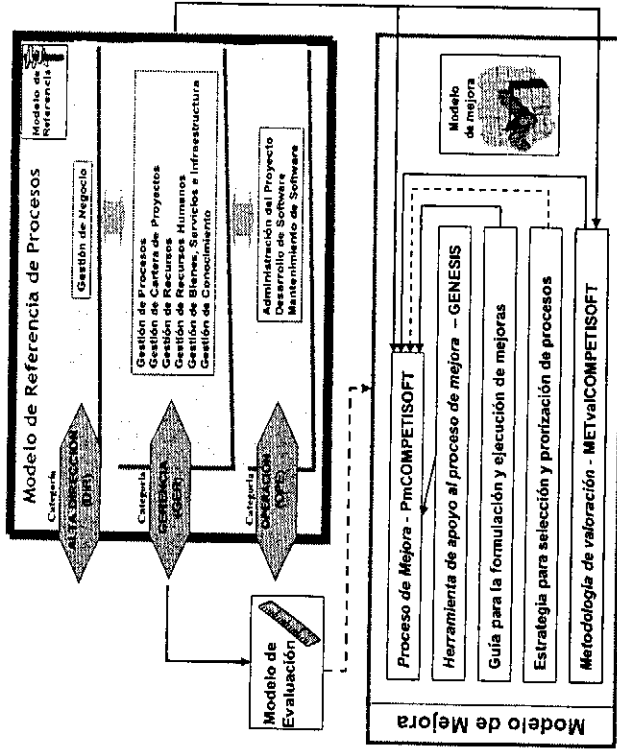 Modelo de Referencia de Procesos
Modelo de
Referencia
Categoría
ALTA DIRECCIÓN
(DIR)
Gestión de Negocio
Categoría
GERENCIA
(GER)
Gestión de Procesos
Gestión de Cartera de Proyectos
Gestión de Recursos
Gestión de Recursos Humanos
Gestión de Bienes, Servicios e Infraestructura
Gestión de Conocimiento
Categoría
OPERACIÓN
(OPE)
Administración del Proyecto
Desarrollo de Software
Mantenimiento de Software
Modelo de
Evaluación
Modelo de Mejora
Proceso de Mejora - PmCOMPETISOFT
Herramienta de apoyo al proceso de mejora - GENESIS
Guía para la formulación y ejecución de mejoras
Estrategia para selección y prorización de procesos
Metodología de valoración - METvalCOMPETISOFT
Modelo
de mejora